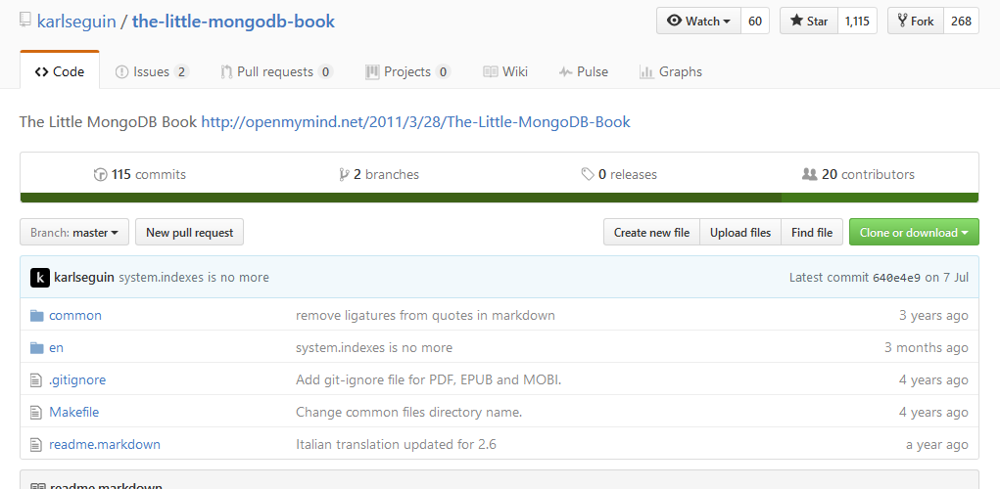 karlseguin / the-little-mongodb-book Watch 60 Star 1,115 Fork 268
Code Issues 2 Pull requests 0 Projects 0 Wiki Pulse Graphs
The Little MongoDB Book http://openmymind.net/2011/3/28/The-Little-MongoDB-Book
115 commits 2 branches 0 releases 20 contributors
Branch: master New pull request Create new file Upload files Find file Clone or download
k karlseguin system.indexes is no more Latest commit 640e4e9 on 7 Jul
common remove ligatures from quotes in markdown 3 years ago
en system.indexes is no more 3 months ago
.gitignore Add git-ignore file for PDF, EPUB and MOBI. 4 years ago
Makefile Change common files directory name. 4 years ago
readme.markdown Italian translation updated for 2.6 a year ago
readme.markdown